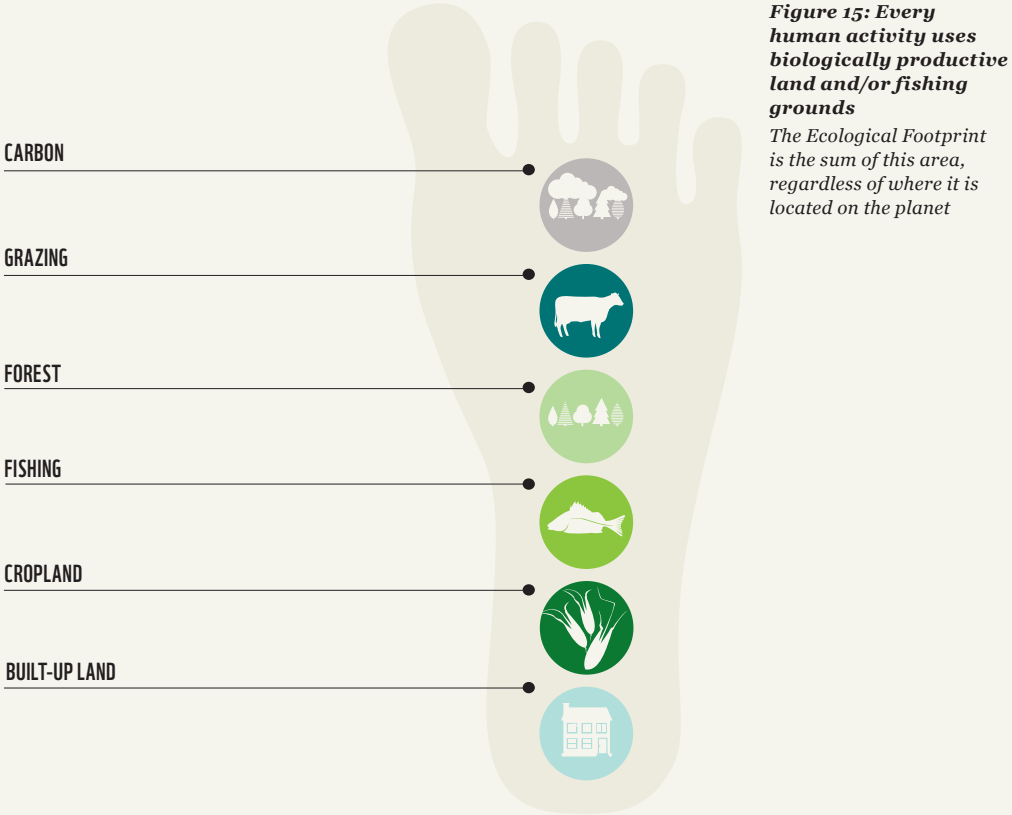 Figure 15: Every
human activity uses
biologically productive
land and/or fishing
grounds
The Ecological Footprint
is the sum of this area,
regardless of where it is
located on the planet
CARBON
GRAZING
FOREST
FISHING
CROPLAND
BUILT-UP LAND